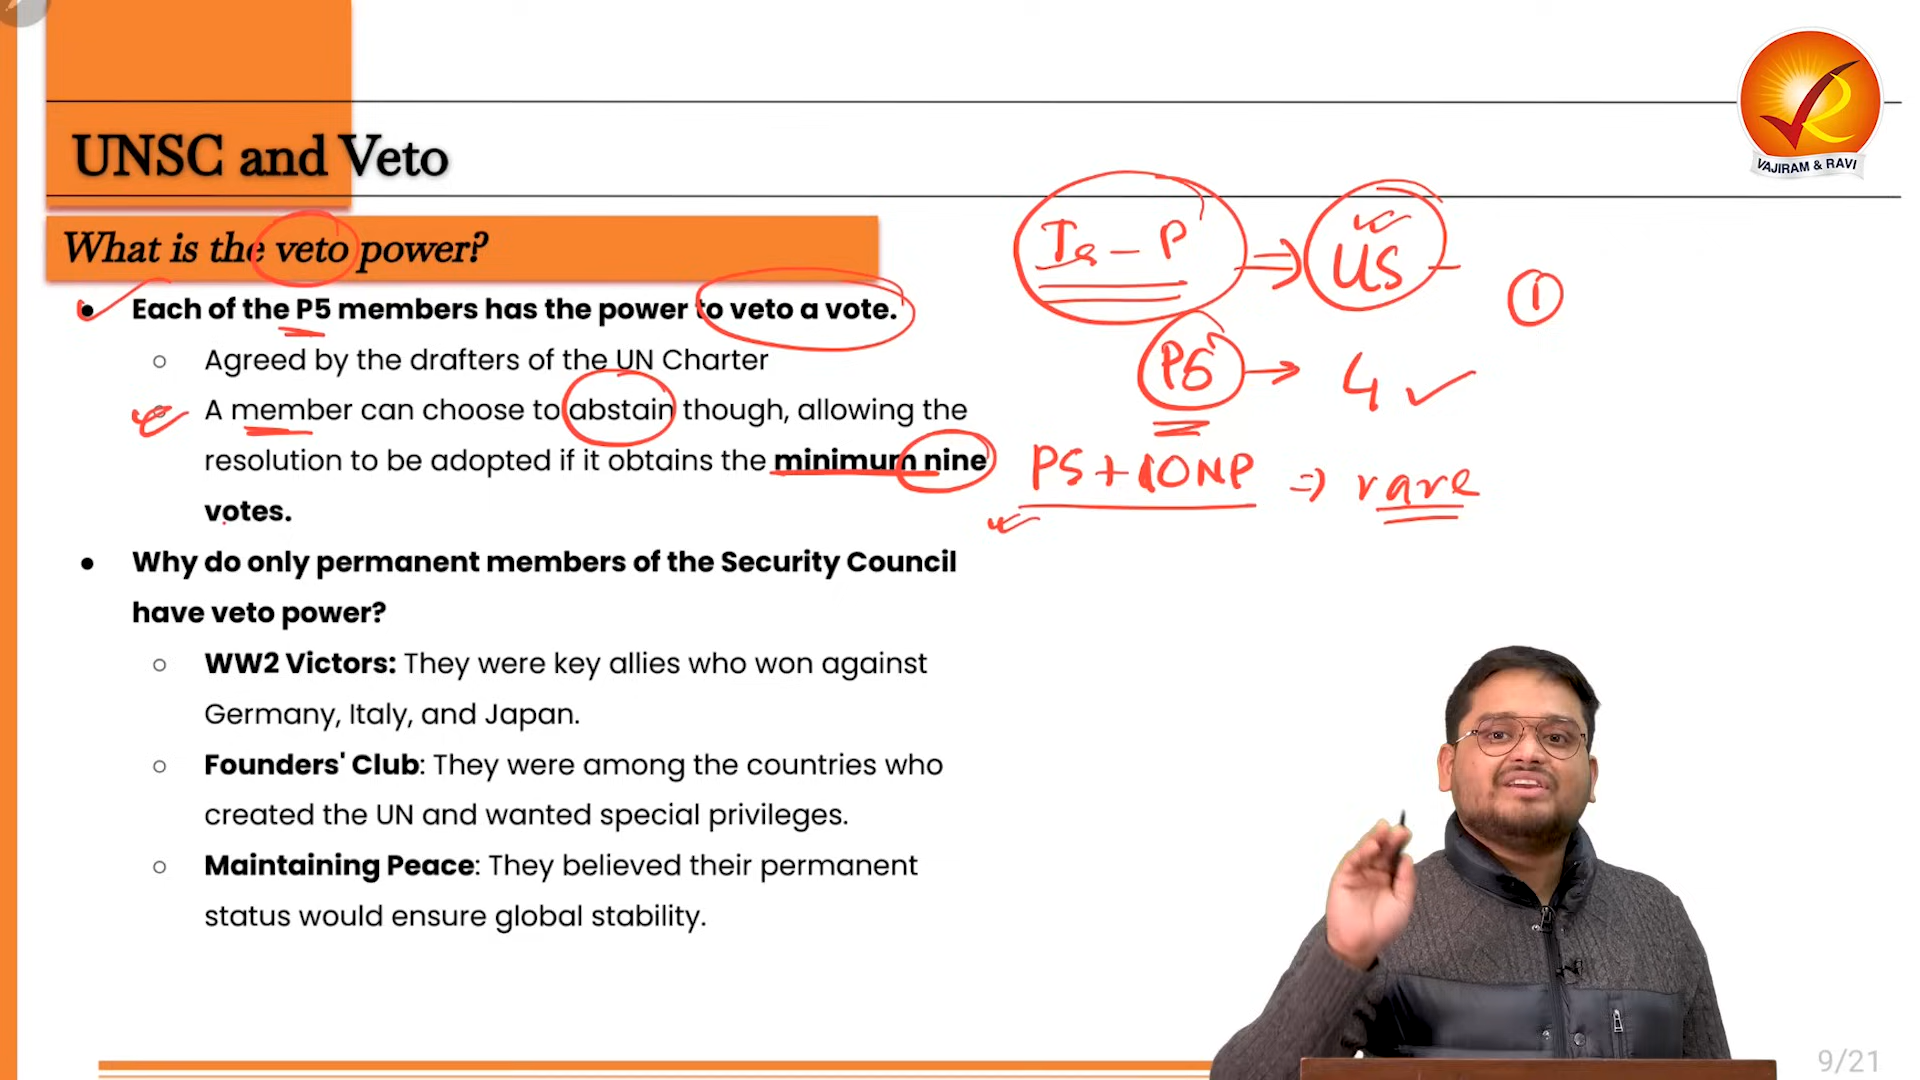 UNSC and Veto
VAJIRAM & RAVI
What is the veto power?
Each of the P5 members has the power to veto a vote.
Agreed by the drafters of the UN Charter
A member can choose to abstain though, allowing the
resolution to be adopted if it obtains the minimum nine
votes.
Why do only permanent members of the Security Council
have veto power?
WW2 Victors: They were key allies who won against
Germany, Italy, and Japan.
Founders' Club: They were among the countries who
created the UN and wanted special privileges.
Maintaining Peace: They believed their permanent
status would ensure global stability.
Is - P ⇒ US -
1
P5 → 4 ✓
P5 + 10NP ⇒ rare
9/21